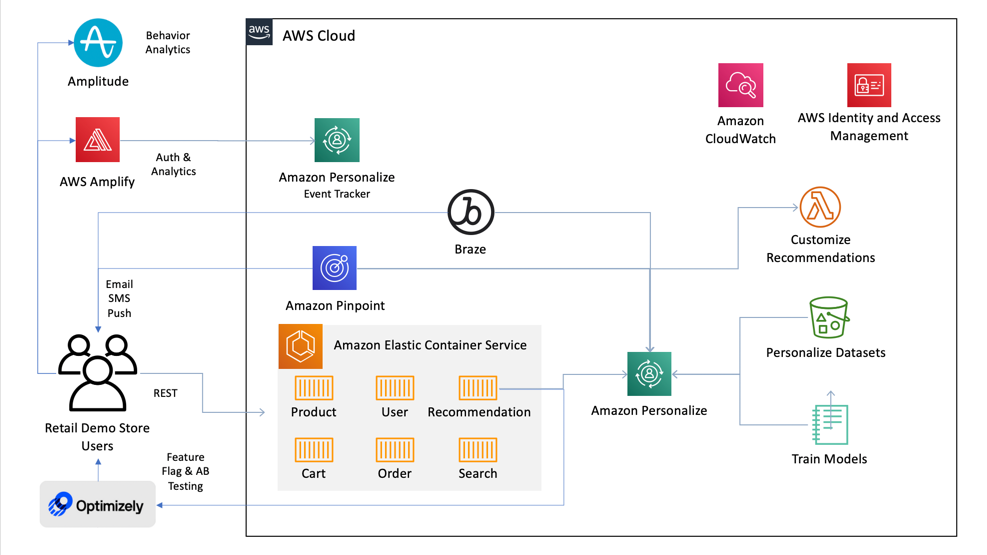 Behavior
Analytics
Amplitude
aws
AWS Cloud
Amazon
CloudWatch
AWS Identity and Access
Management
AWS Amplify
Auth &
Analytics
Amazon Personalize
Event Tracker
Braze
Customize
Recommendations
Email
SMS
Push
Amazon Pinpoint
Amazon Elastic Container Service
Product
User
Recommendation
Cart
Order
Search
Personalize Datasets
Amazon Personalize
Train Models
REST
Retail Demo Store
Users
Feature
Flag & AB
Testing
Optimizely